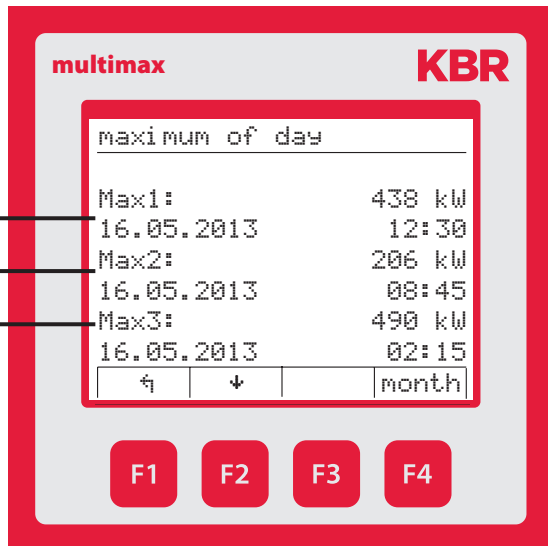 multimax KBR
maximum of day
Max1: 438 kW
16.05.2013 12:30
Max2: 206 kW
16.05.2013 08:45
Max3: 490 kW
16.05.2013 02:15
↰ ↓ month
F1 F2 F3 F4